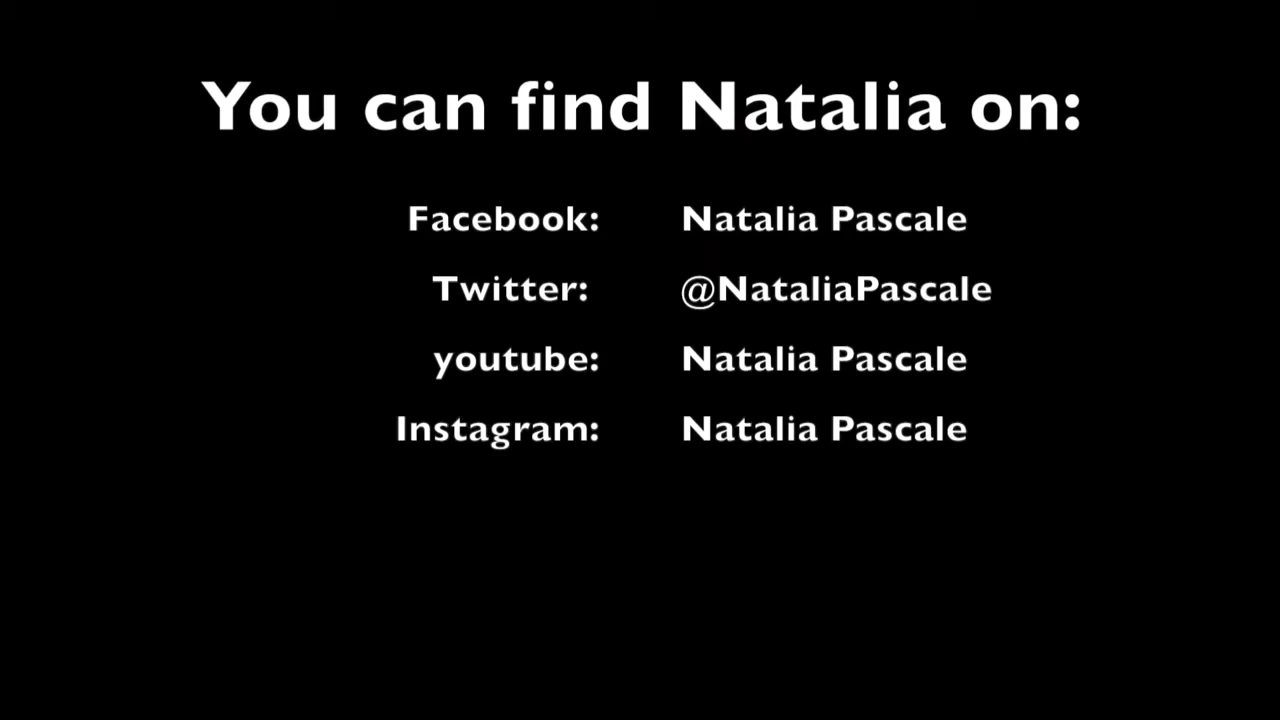 You can find Natalia on:
Facebook: Natalia Pascale
Twitter: @NataliaPascale
youtube: Natalia Pascale
Instagram: Natalia Pascale